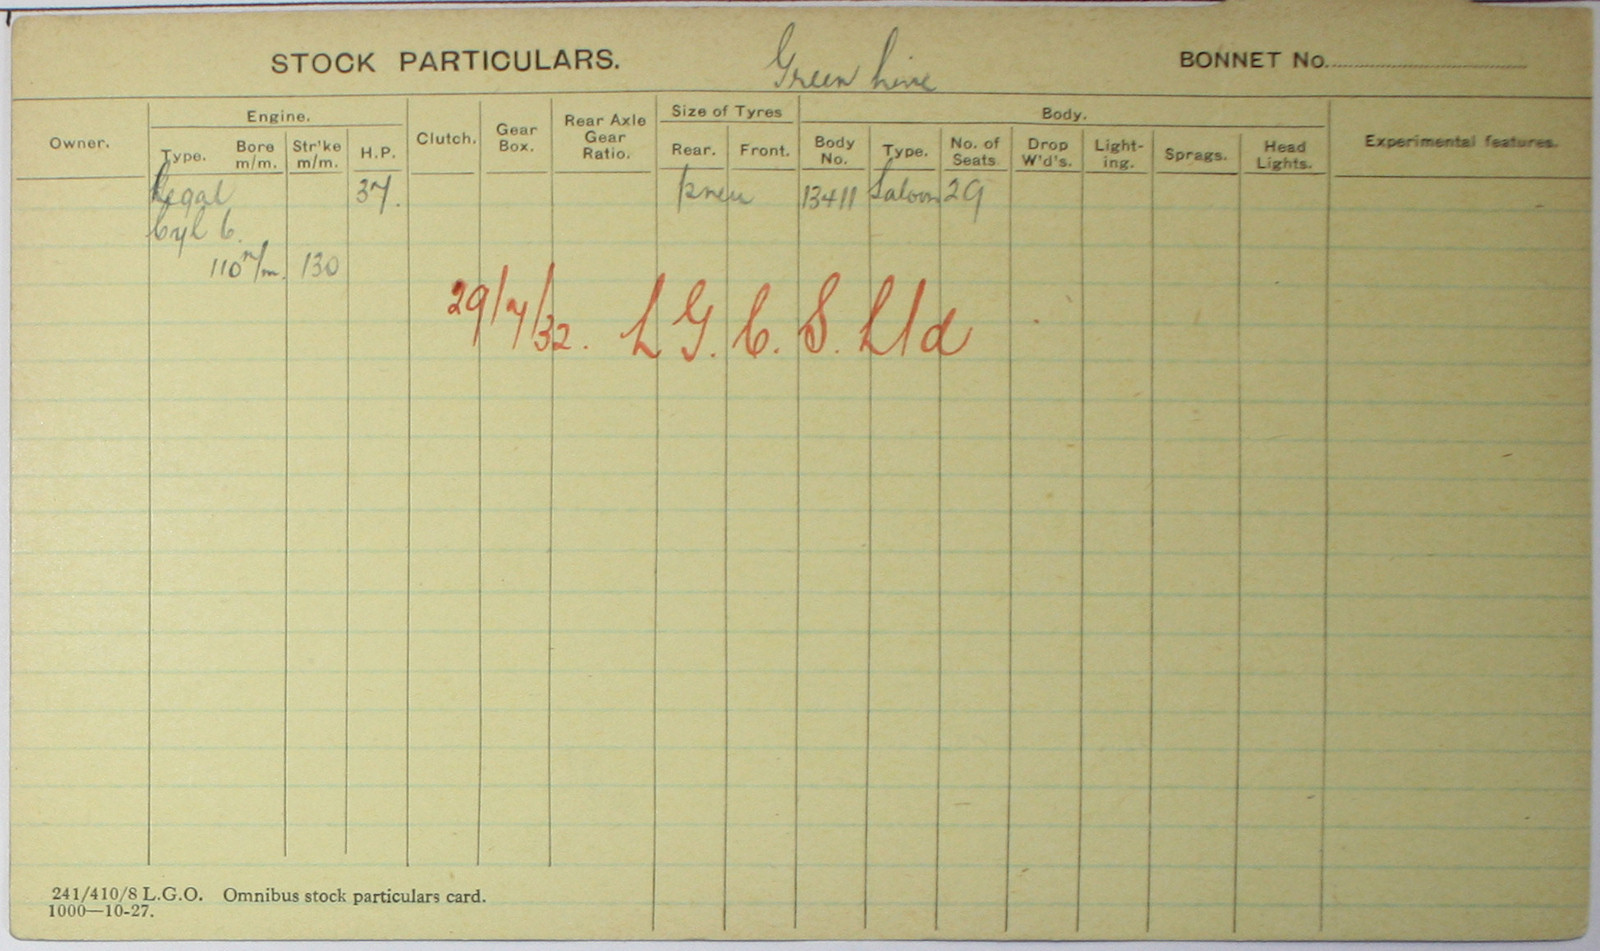 STOCK PARTICULARS. Green Line BONNET No.
Owner. Engine. Clutch. Gear Box. Rear Axle Gear Ratio. Size of Tyres Body. Experimental features.
Type. Bore m/m. Str'ke m/m. H.P. Rear. Front. Body No. Type. No. of Seats Drop W'd's. Light-ing. Sprags. Head Lights.
Regal 37. pneu 13411 Saloon 29
Cyl 6.
110 m/m. 130
29/7/32. L G. C. S. Ltd
241/410/8 L.G.O. Omnibus stock particulars card.
1000—10-27.